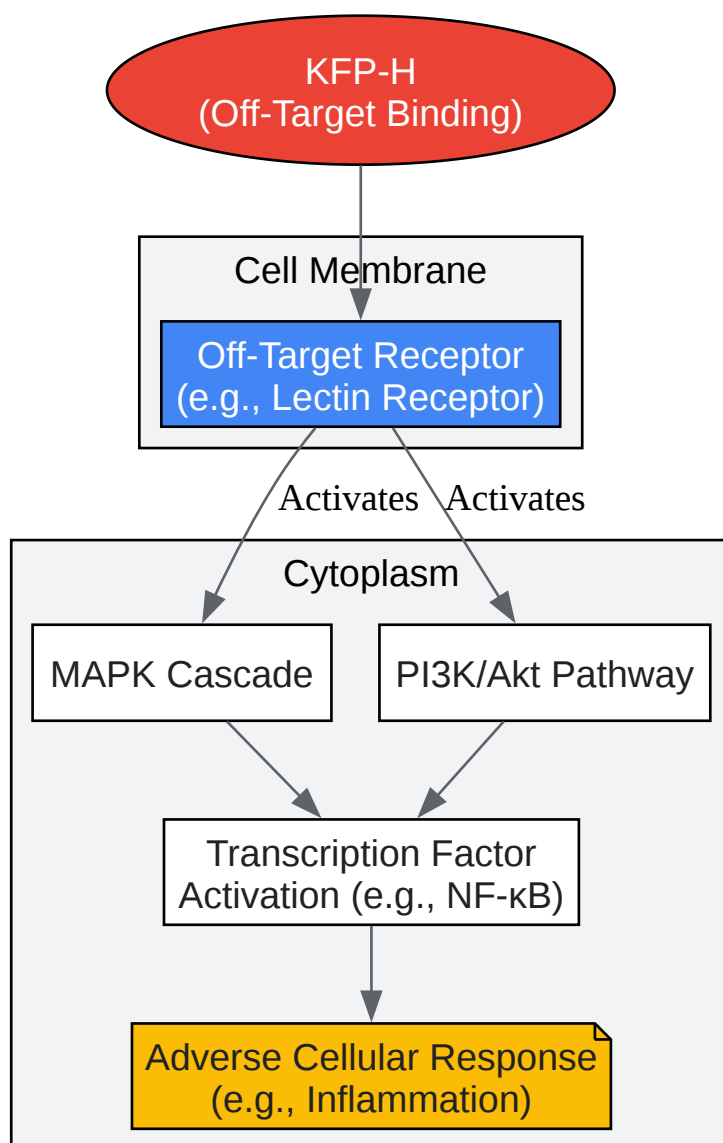 KFP-H
(Off-Target Binding)
Cell Membrane
Off-Target Receptor
(e.g., Lectin Receptor)
Activates
Activates
Cytoplasm
MAPK Cascade
PI3K/Akt Pathway
Transcription Factor
Activation (e.g., NF-κB)
Adverse Cellular Response
(e.g., Inflammation)